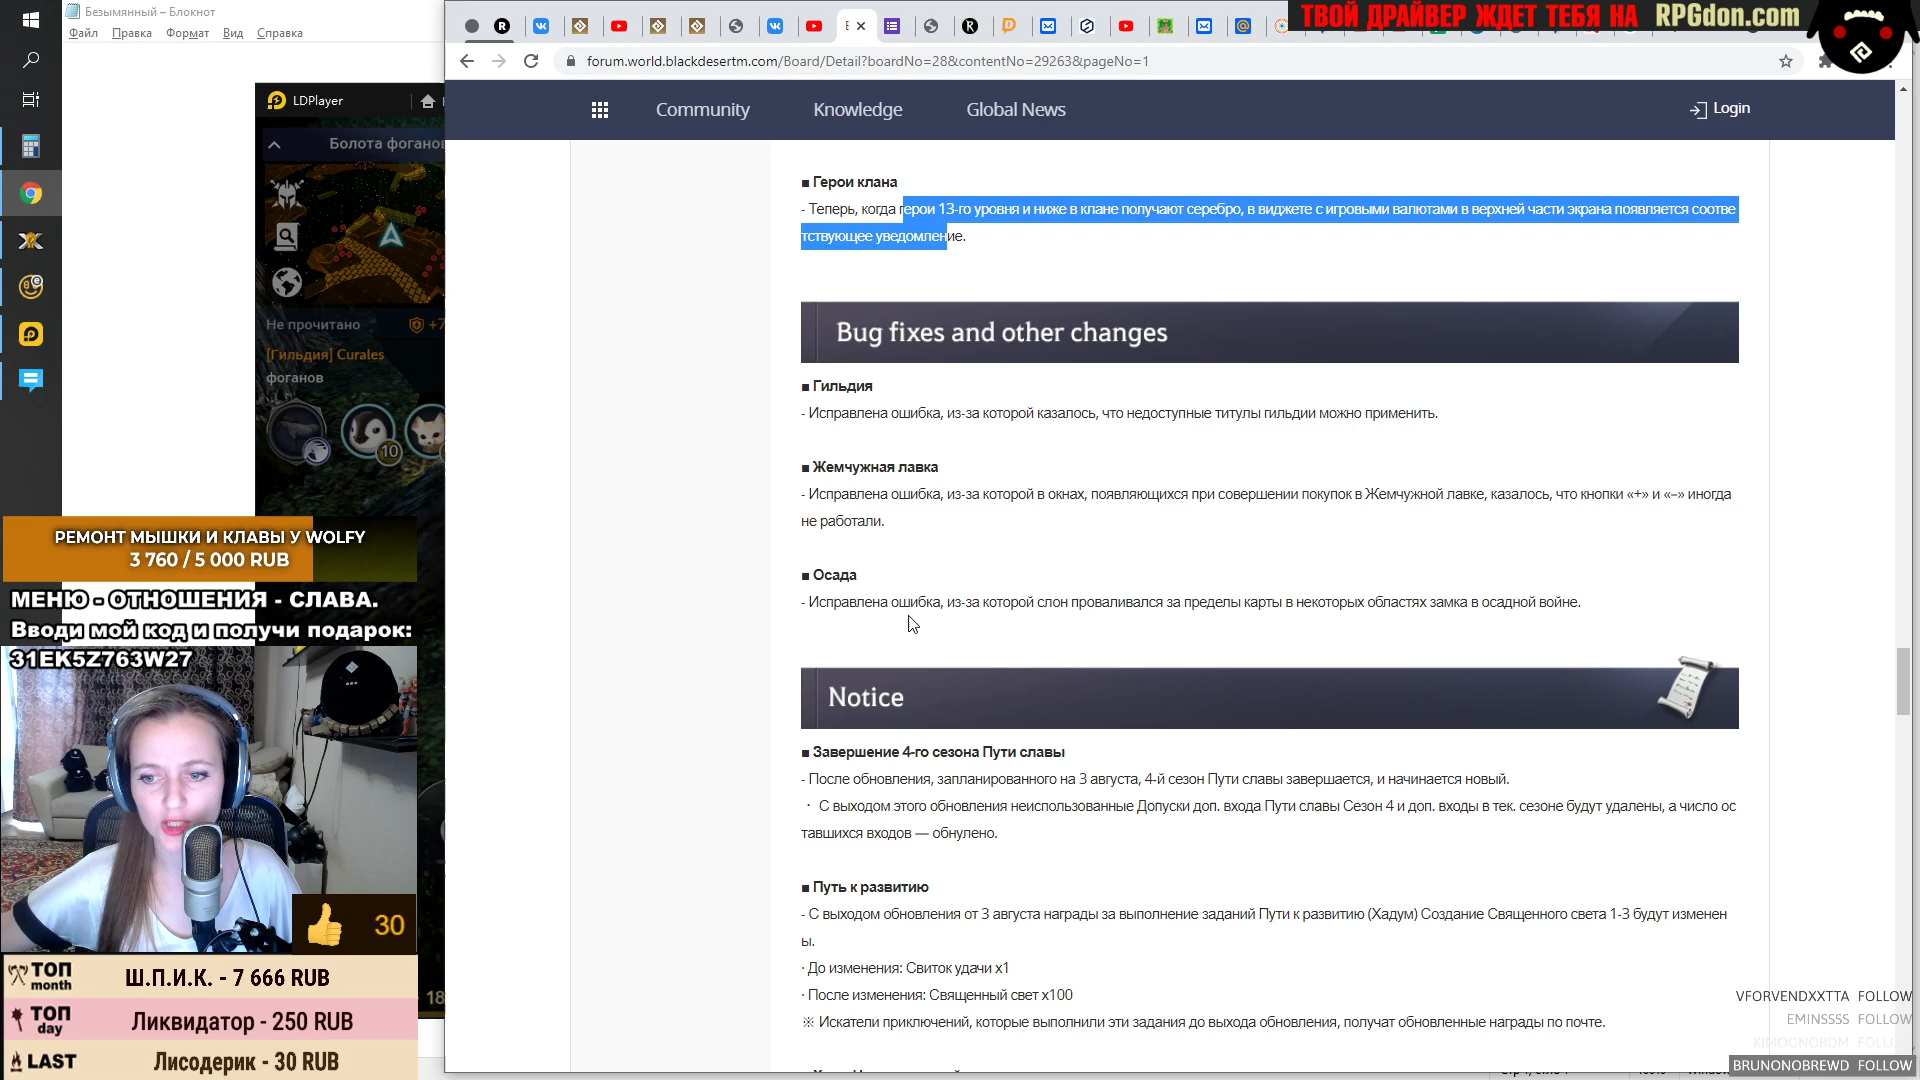 Безымянный – Блокнот
Файл Правка Формат Вид Справка
ТВОЙ ДРАЙВЕР ЖДЕТ ТЕБЯ НА RPGdon.com
forum.world.blackdesertm.com/Board/Detail?boardNo=28&contentNo=29263&pageNo=1
LDPlayer
Community Knowledge Global News Login
Болота фоганов
Не прочитано +7
[Гильдия] Curales
фоганов
10
■ Герои клана
- Теперь, когда герои 13-го уровня и ниже в клане получают серебро, в виджете с игровыми валютами в верхней части экрана появляется соотве
тствующее уведомление.
Bug fixes and other changes
■ Гильдия
- Исправлена ошибка, из-за которой казалось, что недоступные титулы гильдии можно применить.
■ Жемчужная лавка
- Исправлена ошибка, из-за которой в окнах, появляющихся при совершении покупок в Жемчужной лавке, казалось, что кнопки «+» и «–» иногда
не работали.
■ Осада
- Исправлена ошибка, из-за которой слон проваливался за пределы карты в некоторых областях замка в осадной войне.
Notice
■ Завершение 4-го сезона Пути славы
- После обновления, запланированного на 3 августа, 4-й сезон Пути славы завершается, и начинается новый.
· С выходом этого обновления неиспользованные Допуски доп. входа Пути славы Сезон 4 и доп. входы в тек. сезоне будут удалены, а число ос
тавшихся входов — обнулено.
■ Путь к развитию
- С выходом обновления от 3 августа награды за выполнение заданий Пути к развитию (Хадум) Создание Священного света 1-3 будут изменен
ы.
· До изменения: Свиток удачи x1
· После изменения: Священный свет x100
※ Искатели приключений, которые выполнили эти задания до выхода обновления, получат обновленные награды по почте.
РЕМОНТ МЫШКИ И КЛАВЫ У WOLFY
3 760 / 5 000 RUB
МЕНЮ - ОТНОШЕНИЯ - СЛАВА.
Вводи мой код и получи подарок:
31EK5Z763W27
30
ТОП month Ш.П.И.К. - 7 666 RUB
ТОП day Ликвидатор - 250 RUB
LAST Лисодерик - 30 RUB
18
VFORVENDXXTTA FOLLOW
EMINSSSS FOLLOW
KIMOONOBDM FOLLOW
BRUNONOBREWD FOLLOW